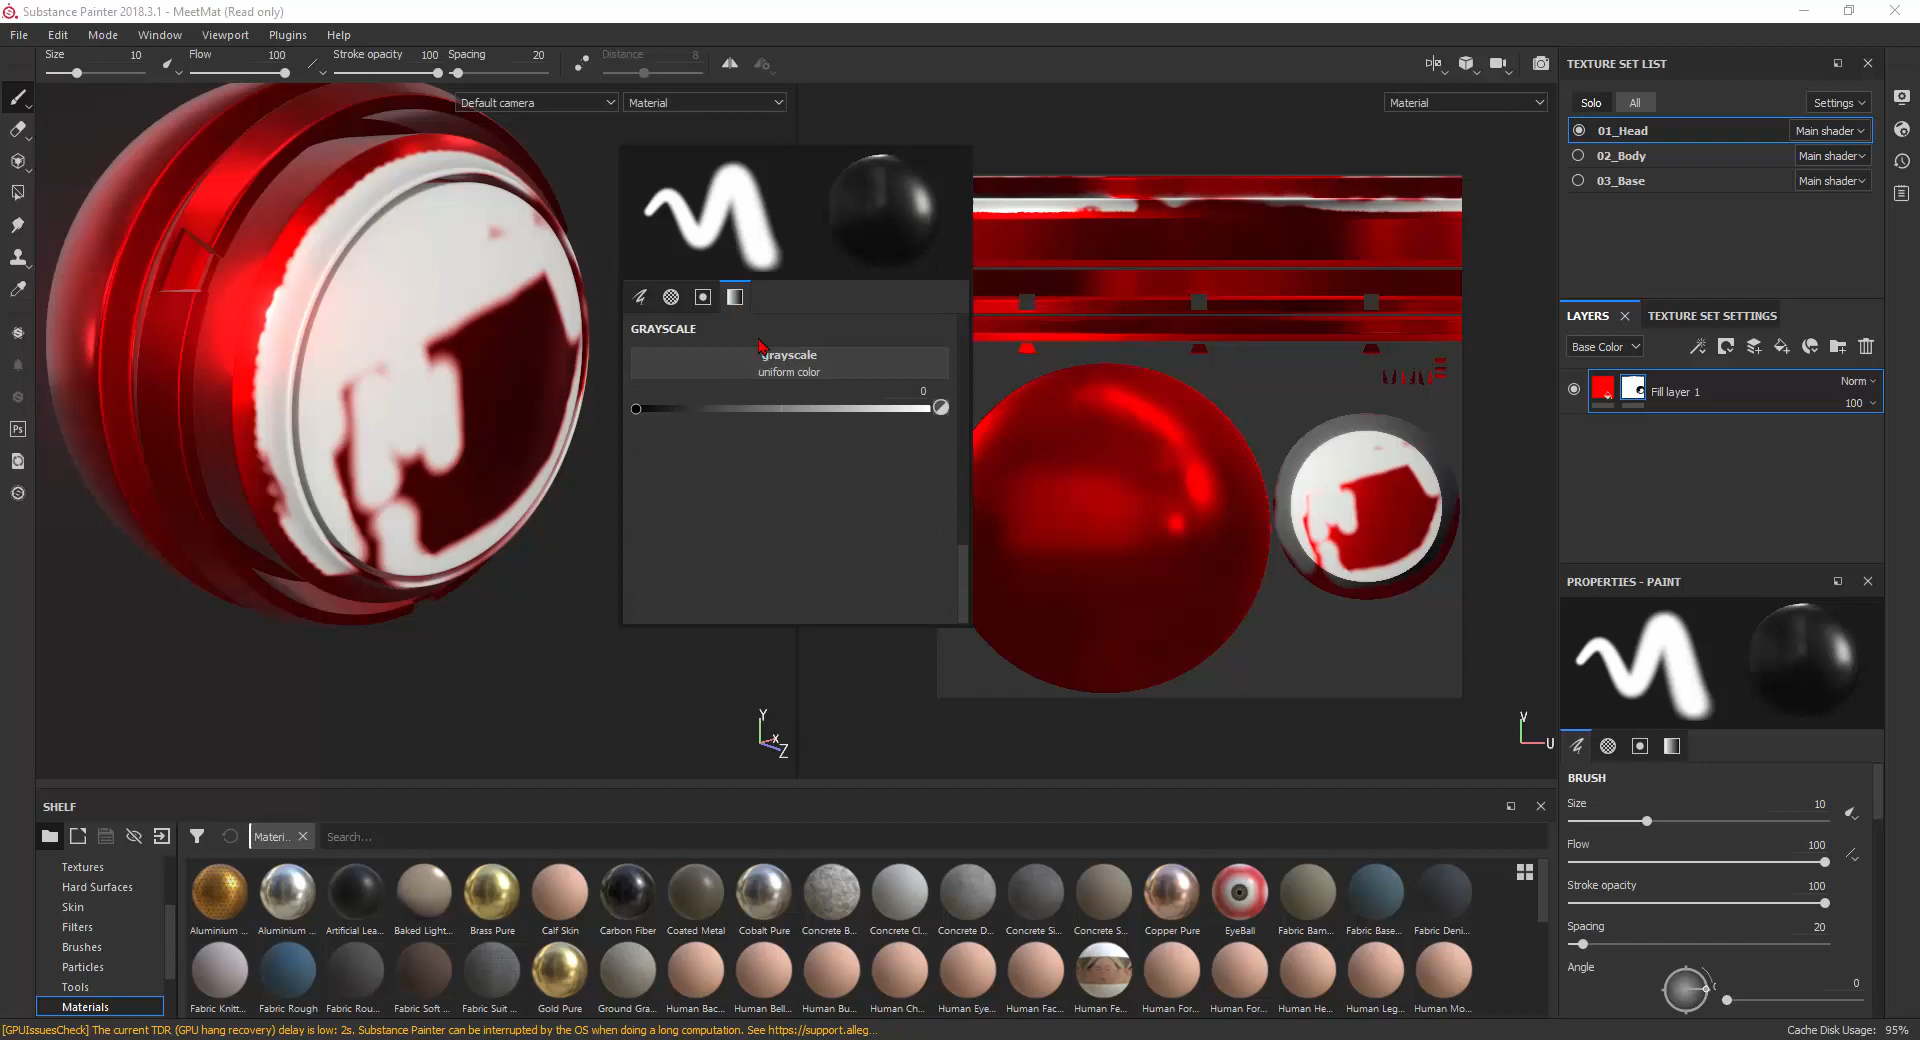 Substance Painter 2018.3.1 - MeetMat (Read only)
File Edit Mode Window Viewport Plugins Help
Size 10 Flow 100 Stroke opacity 100 Spacing 20 Distance 8
Default camera Material Material
GRAYSCALE
grayscale
uniform color
0
Y
X
Z
V
U
TEXTURE SET LIST
Solo All Settings
01_Head Main shader
02_Body Main shader
03_Base Main shader
LAYERS TEXTURE SET SETTINGS
Base Color
Fill layer 1 Norm
100
PROPERTIES - PAINT
BRUSH
Size 10
Flow 100
Stroke opacity 100
Spacing 20
Angle 0
Ps
SHELF
Materi.. Search...
Textures
Hard Surfaces
Skin
Filters
Brushes
Particles
Tools
Materials
Aluminium ... Aluminium ... Artificial Lea... Baked Light... Brass Pure Calf Skin Carbon Fiber Coated Metal Cobalt Pure Concrete B... Concrete Cl... Concrete D... Concrete Si... Concrete S... Copper Pure EyeBall Fabric Bam... Fabric Base... Fabric Deni...
Fabric Knitt... Fabric Rough Fabric Rou... Fabric Soft ... Fabric Suit ... Gold Pure Ground Gra... Human Bac... Human Bell... Human Bu... Human Ch... Human Eye... Human Fac... Human Fe... Human For... Human For... Human He... Human Leg... Human Mo...
[GPUIssuesCheck] The current TDR (GPU hang recovery) delay is low: 2s. Substance Painter can be interrupted by the OS when doing a long computation. See https://support.alleg...
Cache Disk Usage: 95%